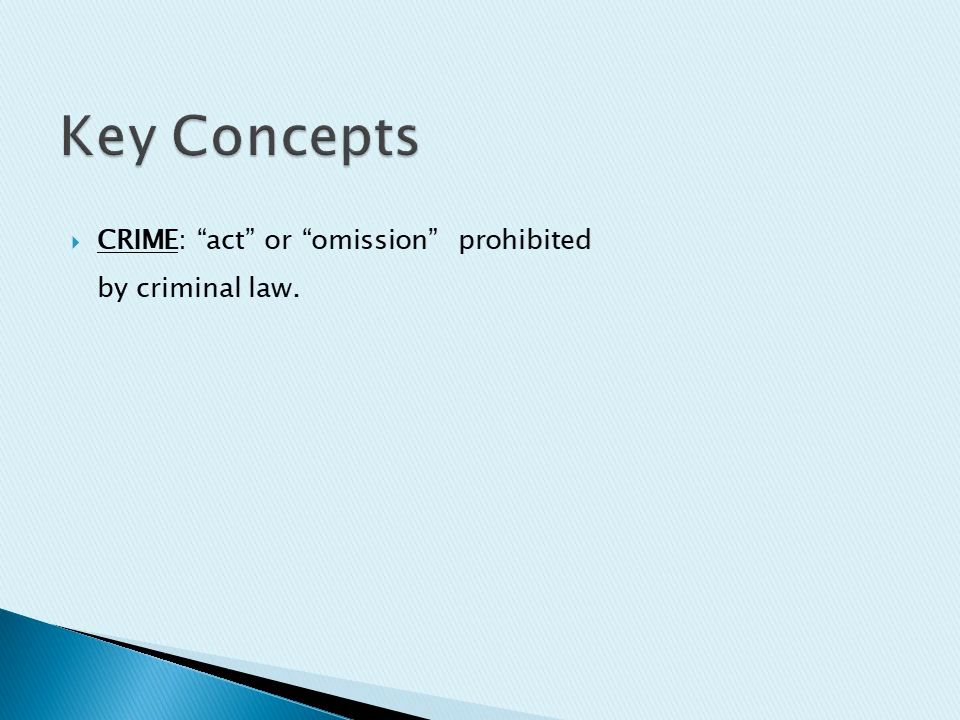 Key Concepts
CRIME: “act” or “omission”  prohibited
by criminal law.